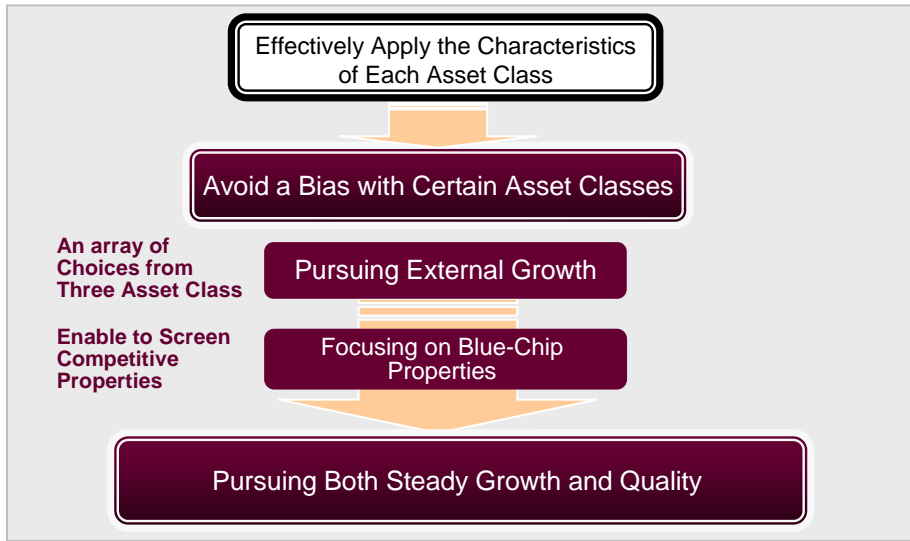 Effectively Apply the Characteristics
of Each Asset Class
Avoid a Bias with Certain Asset Classes
An array of
Choices from
Three Asset Class
Pursuing External Growth
Enable to Screen
Competitive
Properties
Focusing on Blue-Chip
Properties
Pursuing Both Steady Growth and Quality